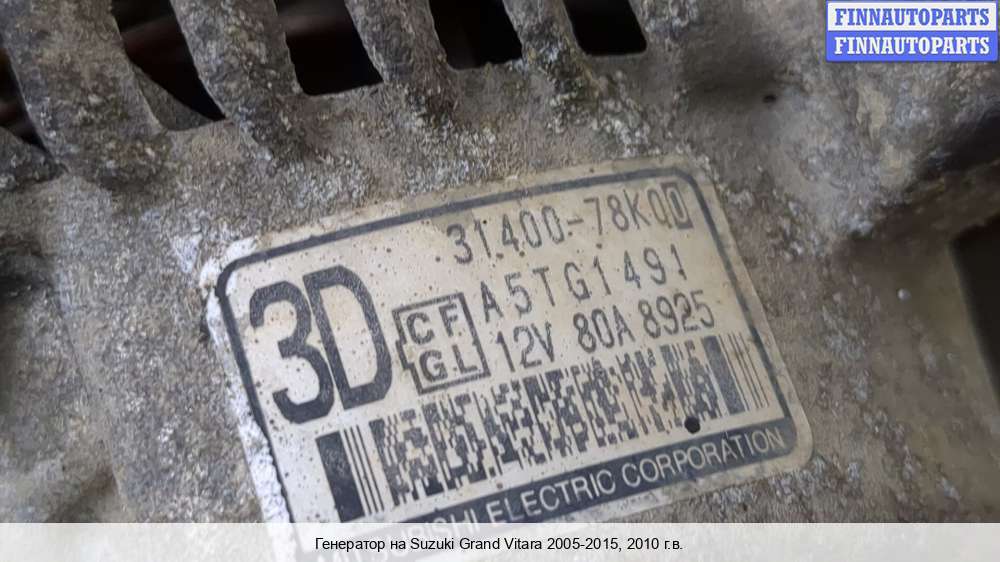 FINNAUTOPARTS
FINNAUTOPARTS
31400-78K00
3D
CF
GL
A5TG1491
12V 80A 8925
ELECTRIC CORPORATION
Генератор на Suzuki Grand Vitara 2005-2015, 2010 г.в.